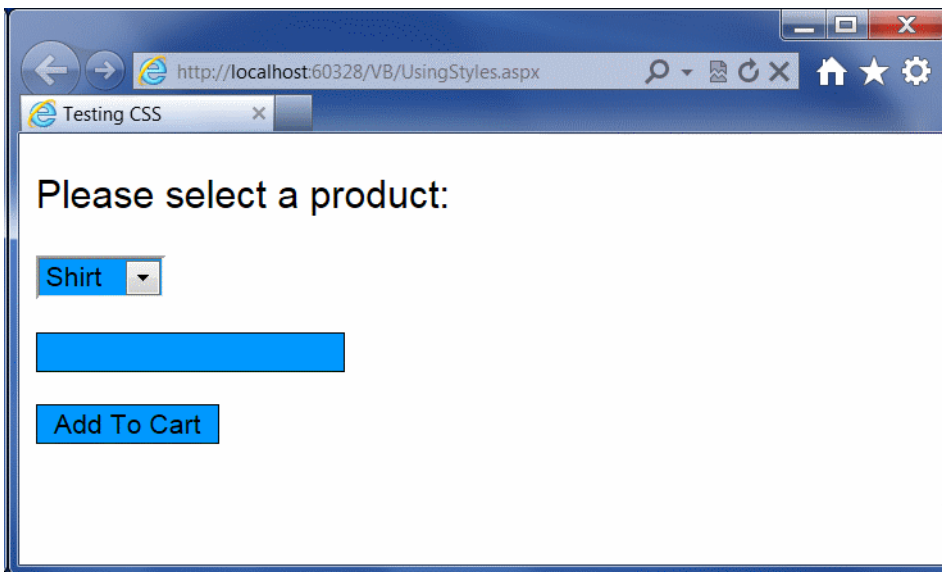 http://localhost:60328/VB/UsingStyles.aspx
Testing CSS
Please select a product:
Shirt
Add To Cart